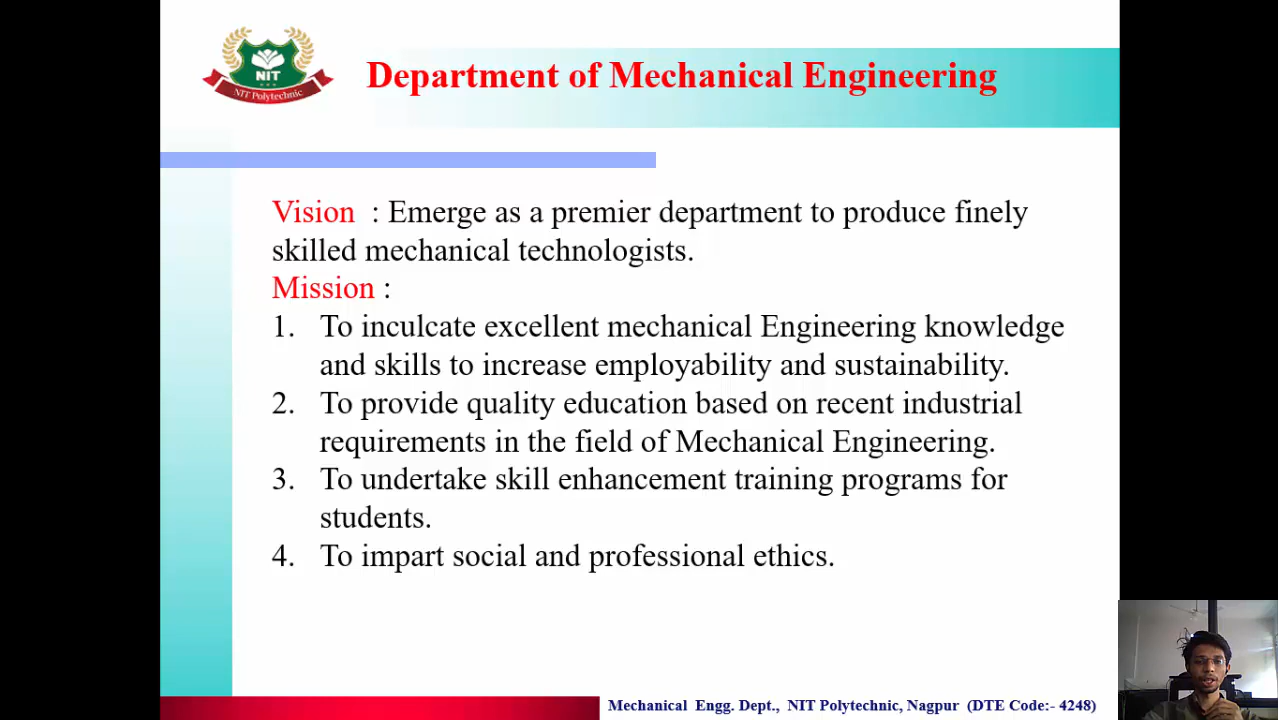 NIT
NIT Polytechnic
Department of Mechanical Engineering
Vision : Emerge as a premier department to produce finely
skilled mechanical technologists.
Mission :
1. To inculcate excellent mechanical Engineering knowledge
and skills to increase employability and sustainability.
2. To provide quality education based on recent industrial
requirements in the field of Mechanical Engineering.
3. To undertake skill enhancement training programs for
students.
4. To impart social and professional ethics.
Mechanical Engg. Dept., NIT Polytechnic, Nagpur (DTE Code:- 4248)